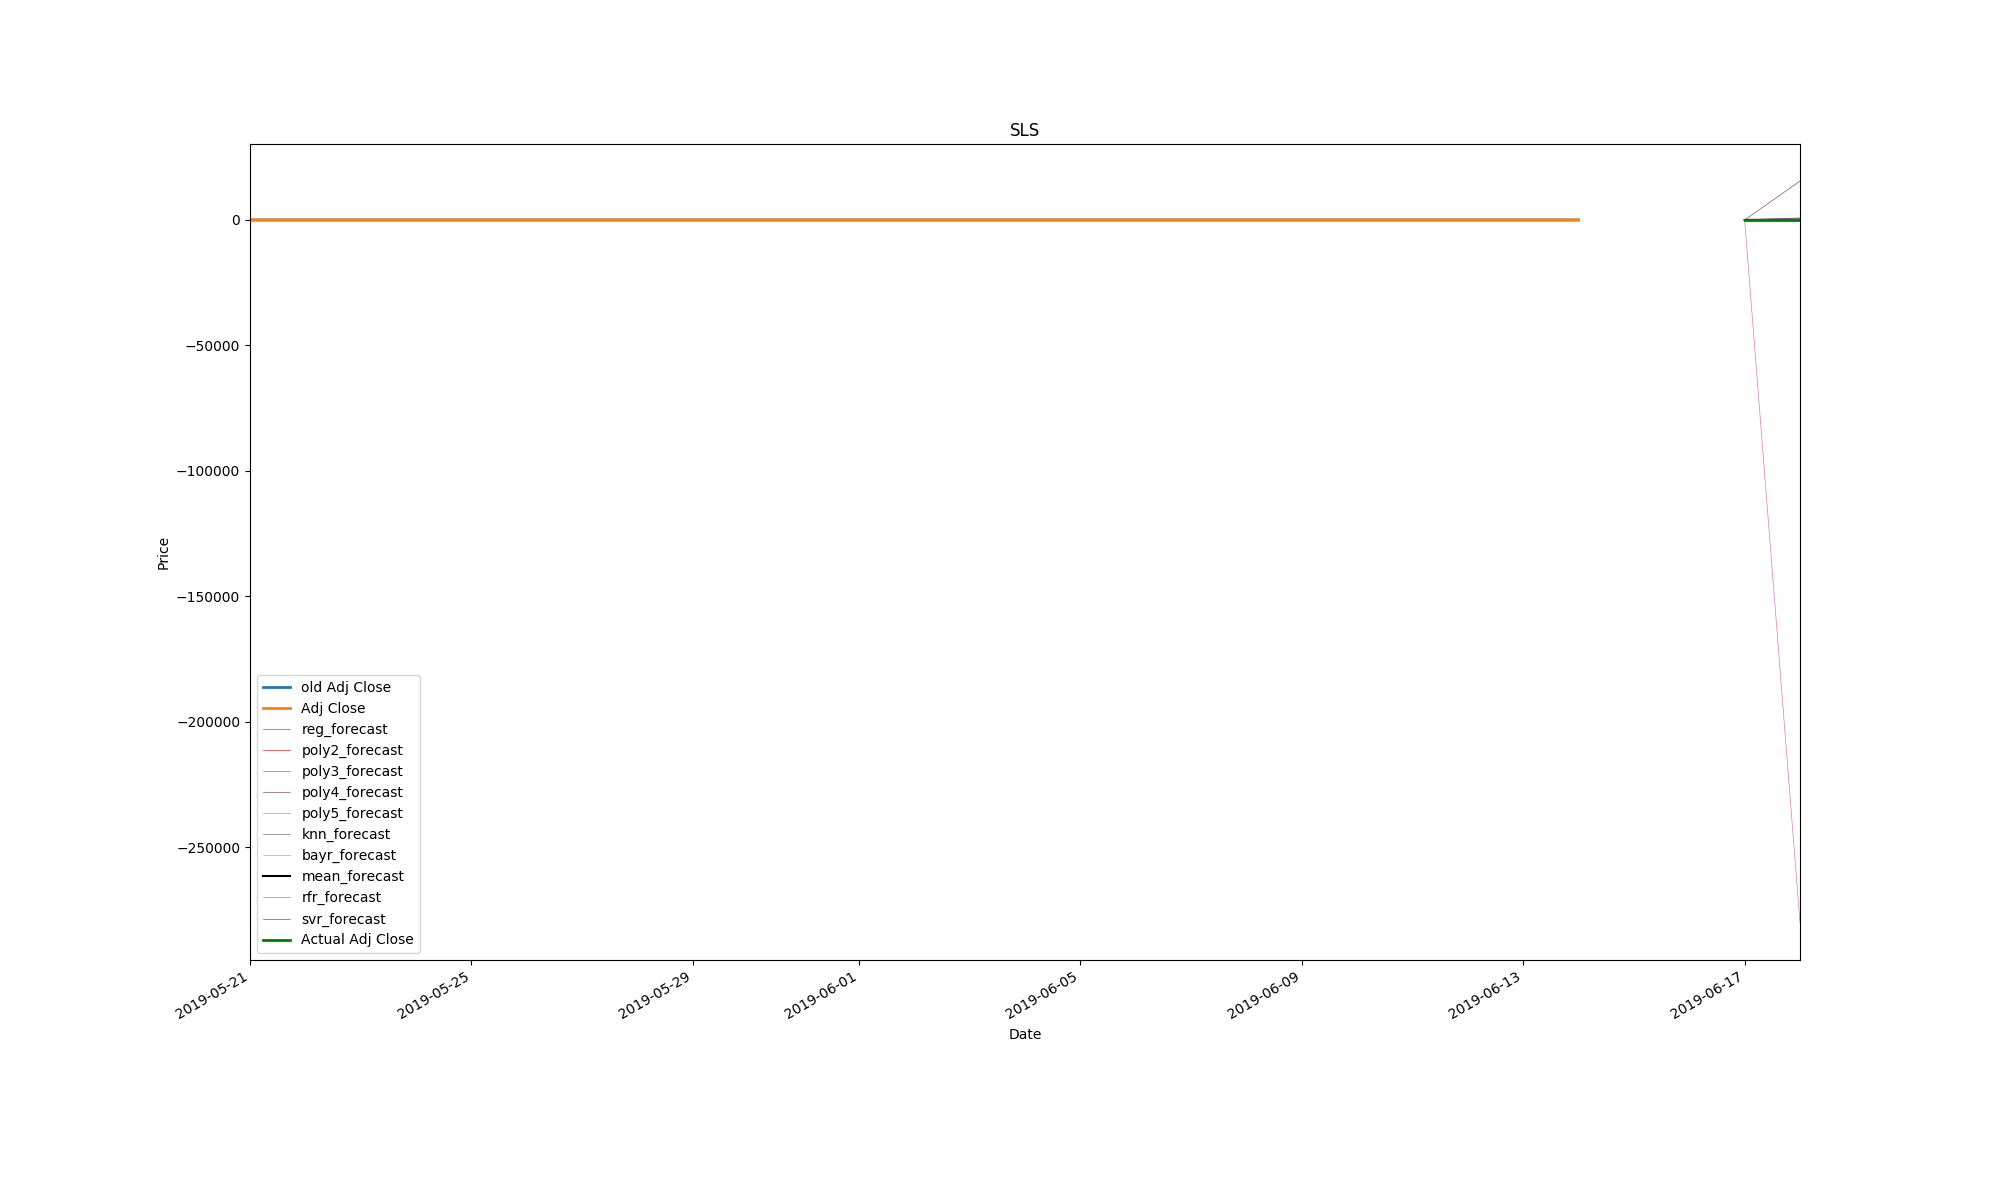 SLS
0
−50000
−100000
−150000
−200000
−250000
Price
old Adj Close
Adj Close
reg_forecast
poly2_forecast
poly3_forecast
poly4_forecast
poly5_forecast
knn_forecast
bayr_forecast
mean_forecast
rfr_forecast
svr_forecast
Actual Adj Close
2019-05-21
2019-05-25
2019-05-29
2019-06-01
2019-06-05
2019-06-09
2019-06-13
2019-06-17
Date